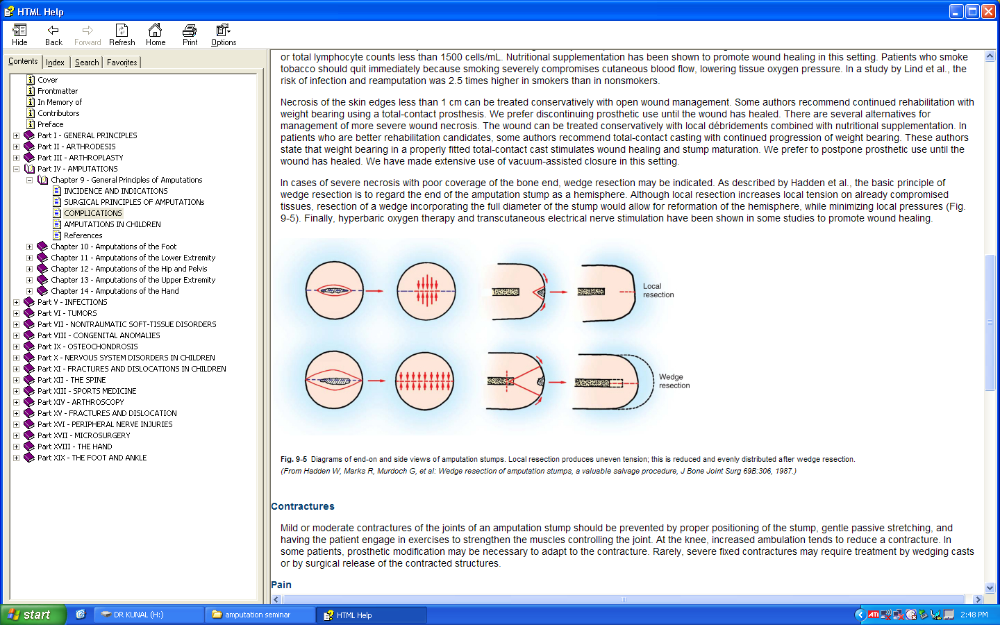 HTML Help
Hide
Back
Forward
Refresh
Home
Print
Options
Contents
Index
Search
Favorites
Cover
Frontmatter
In Memory of
Contributors
Preface
Part I - GENERAL PRINCIPLES
Part II - ARTHRODESIS
Part III - ARTHROPLASTY
Part IV - AMPUTATIONS
Chapter 9 - General Principles of Amputations
INCIDENCE AND INDICATIONS
SURGICAL PRINCIPLES OF AMPUTATIONs
COMPLICATIONS
AMPUTATIONS IN CHILDREN
References
Chapter 10 - Amputations of the Foot
Chapter 11 - Amputations of the Lower Extremity
Chapter 12 - Amputations of the Hip and Pelvis
Chapter 13 - Amputations of the Upper Extremity
Chapter 14 - Amputations of the Hand
Part V - INFECTIONS
Part VI - TUMORS
Part VII - NONTRAUMATIC SOFT-TISSUE DISORDERS
Part VIII - CONGENITAL ANOMALIES
Part IX - OSTEOCHONDROSIS
Part X - NERVOUS SYSTEM DISORDERS IN CHILDREN
Part XI - FRACTURES AND DISLOCATIONS IN CHILDREN
Part XII - THE SPINE
Part XIII - SPORTS MEDICINE
Part XIV - ARTHROSCOPY
Part XV - FRACTURES AND DISLOCATION
Part XVI - PERIPHERAL NERVE INJURIES
Part XVII - MICROSURGERY
Part XVIII - THE HAND
Part XIX - THE FOOT AND ANKLE
or total lymphocyte counts less than 1500 cells/mL. Nutritional supplementation has been shown to promote wound healing in this setting. Patients who smoke
tobacco should quit immediately because smoking severely compromises cutaneous blood flow, lowering tissue oxygen pressure. In a study by Lind et al., the
risk of infection and reamputation was 2.5 times higher in smokers than in nonsmokers.
Necrosis of the skin edges less than 1 cm can be treated conservatively with open wound management. Some authors recommend continued rehabilitation with
weight bearing using a total-contact prosthesis. We prefer discontinuing prosthetic use until the wound has healed. There are several alternatives for
management of more severe wound necrosis. The wound can be treated conservatively with local débridements combined with nutritional supplementation. In
patients who are better rehabilitation candidates, some authors recommend total-contact casting with continued progression of weight bearing. These authors
state that weight bearing in a properly fitted total-contact cast stimulates wound healing and stump maturation. We prefer to postpone prosthetic use until the
wound has healed. We have made extensive use of vacuum-assisted closure in this setting.
In cases of severe necrosis with poor coverage of the bone end, wedge resection may be indicated. As described by Hadden et al., the basic principle of
wedge resection is to regard the end of the amputation stump as a hemisphere. Although local resection increases local tension on already compromised
tissues, resection of a wedge incorporating the full diameter of the stump would allow for reformation of the hemisphere, while minimizing local pressures (Fig.
9-5). Finally, hyperbaric oxygen therapy and transcutaneous electrical nerve stimulation have been shown in some studies to promote wound healing.
Local
resection
Wedge
resection
Fig. 9-5 Diagrams of end-on and side views of amputation stumps. Local resection produces uneven tension; this is reduced and evenly distributed after wedge resection.
(From Hadden W, Marks R, Murdoch G, et al: Wedge resection of amputation stumps, a valuable salvage procedure, J Bone Joint Surg 69B:306, 1987.)
Contractures
Mild or moderate contractures of the joints of an amputation stump should be prevented by proper positioning of the stump, gentle passive stretching, and
having the patient engage in exercises to strengthen the muscles controlling the joint. At the knee, increased ambulation tends to reduce a contracture. In
some patients, prosthetic modification may be necessary to adapt to the contracture. Rarely, severe fixed contractures may require treatment by wedging casts
or by surgical release of the contracted structures.
Pain
start
DR KUNAL (H:)
amputation seminar
HTML Help
ATI
2:48 PM